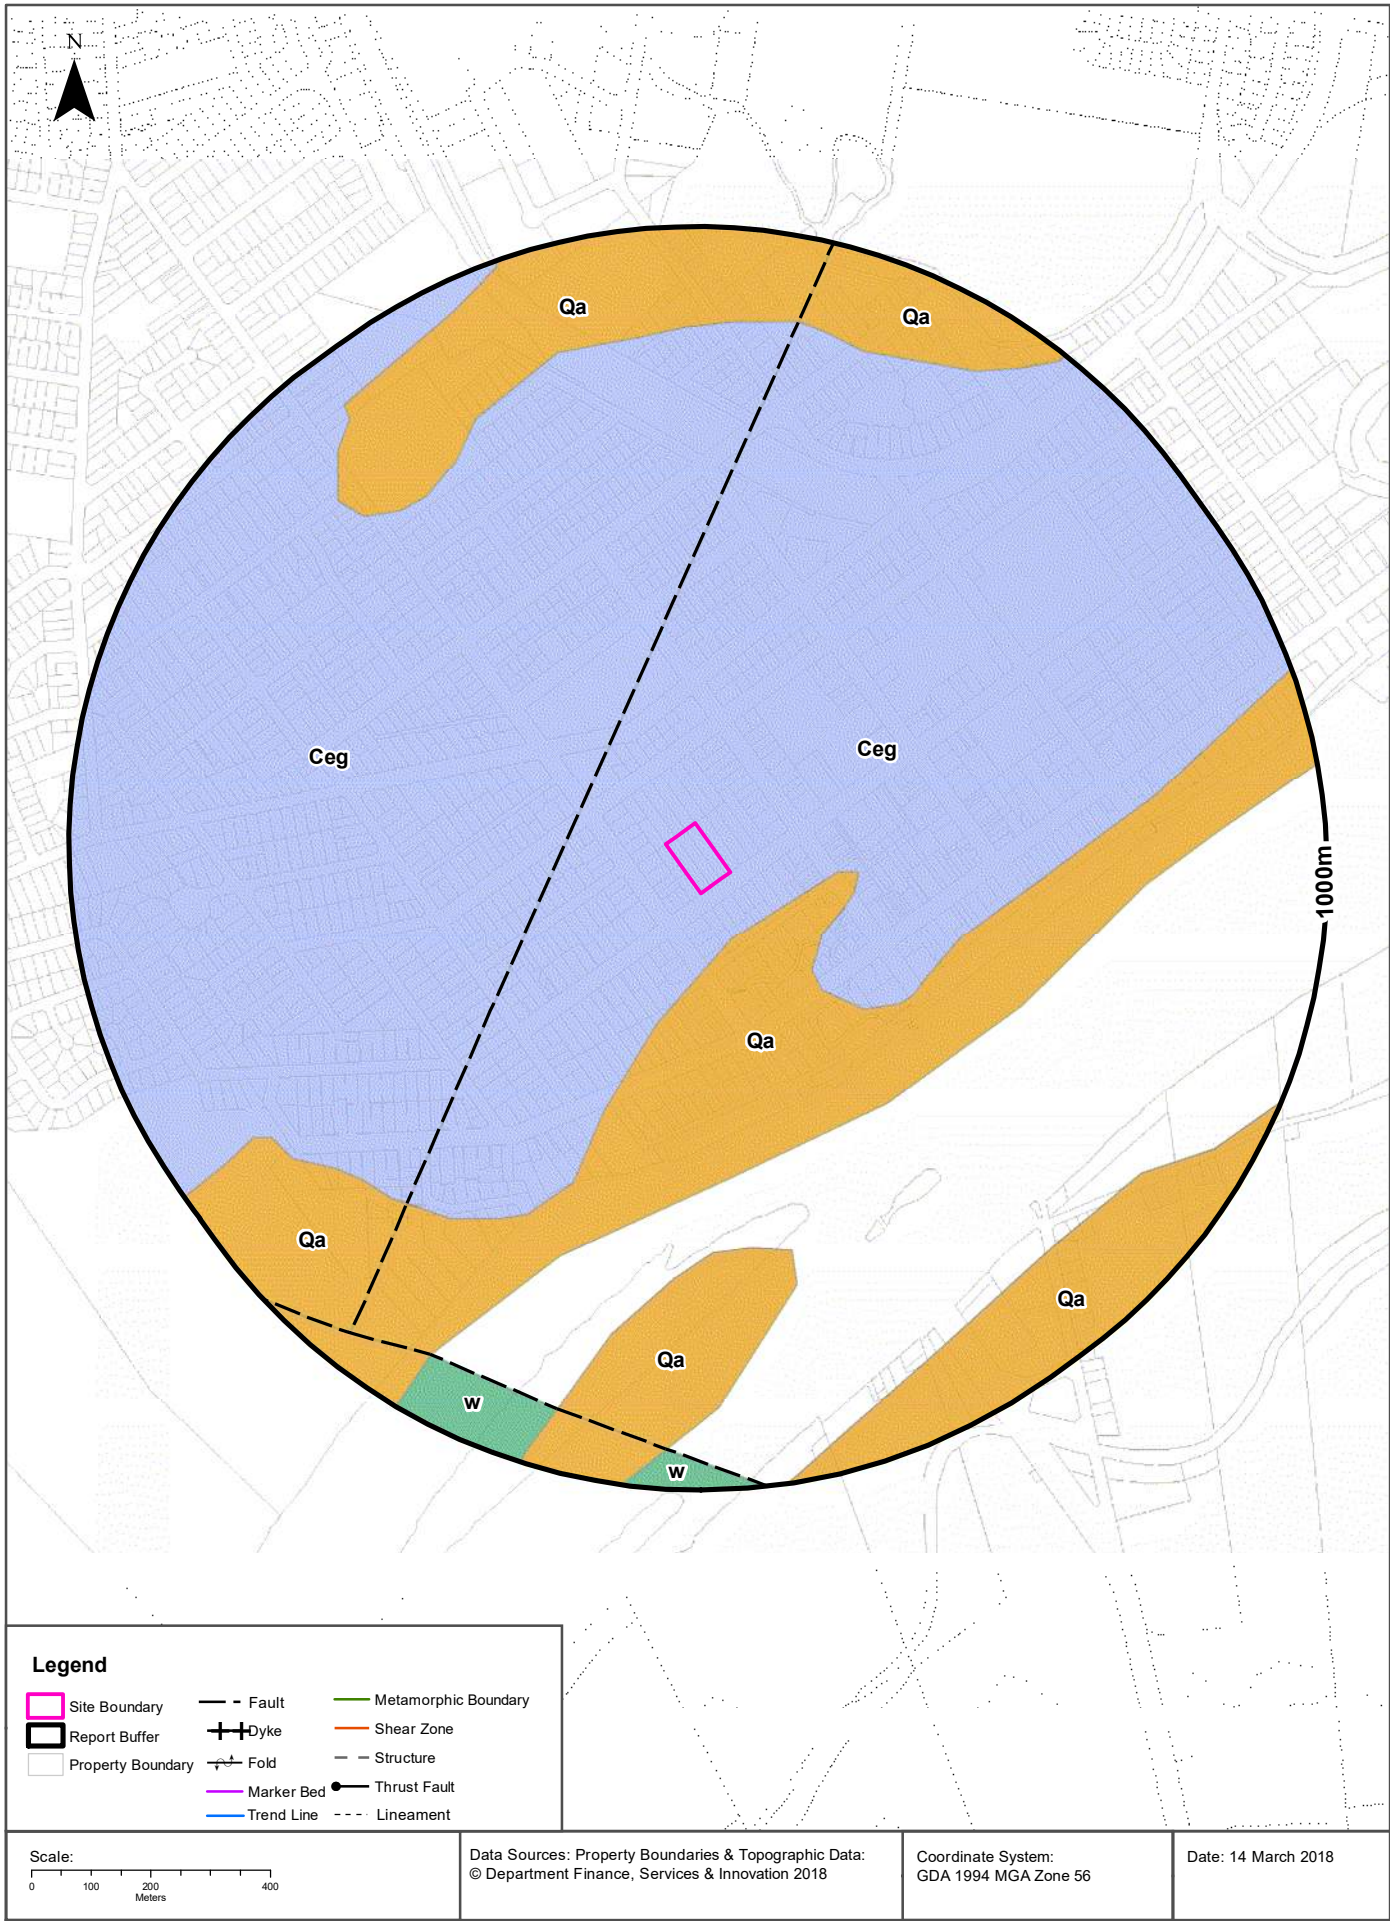 N
Qa
Qa
Ceg
Ceg
1000m
Qa
Qa
Qa
Qa
w
w
Legend
Site Boundary
Report Buffer
Property Boundary
Fault
Dyke
Fold
Marker Bed
Trend Line
Metamorphic Boundary
Shear Zone
Structure
Thrust Fault
Lineament
Scale:
0 100 200 400
Meters
Data Sources: Property Boundaries & Topographic Data:
© Department Finance, Services & Innovation 2018
Coordinate System:
GDA 1994 MGA Zone 56
Date: 14 March 2018